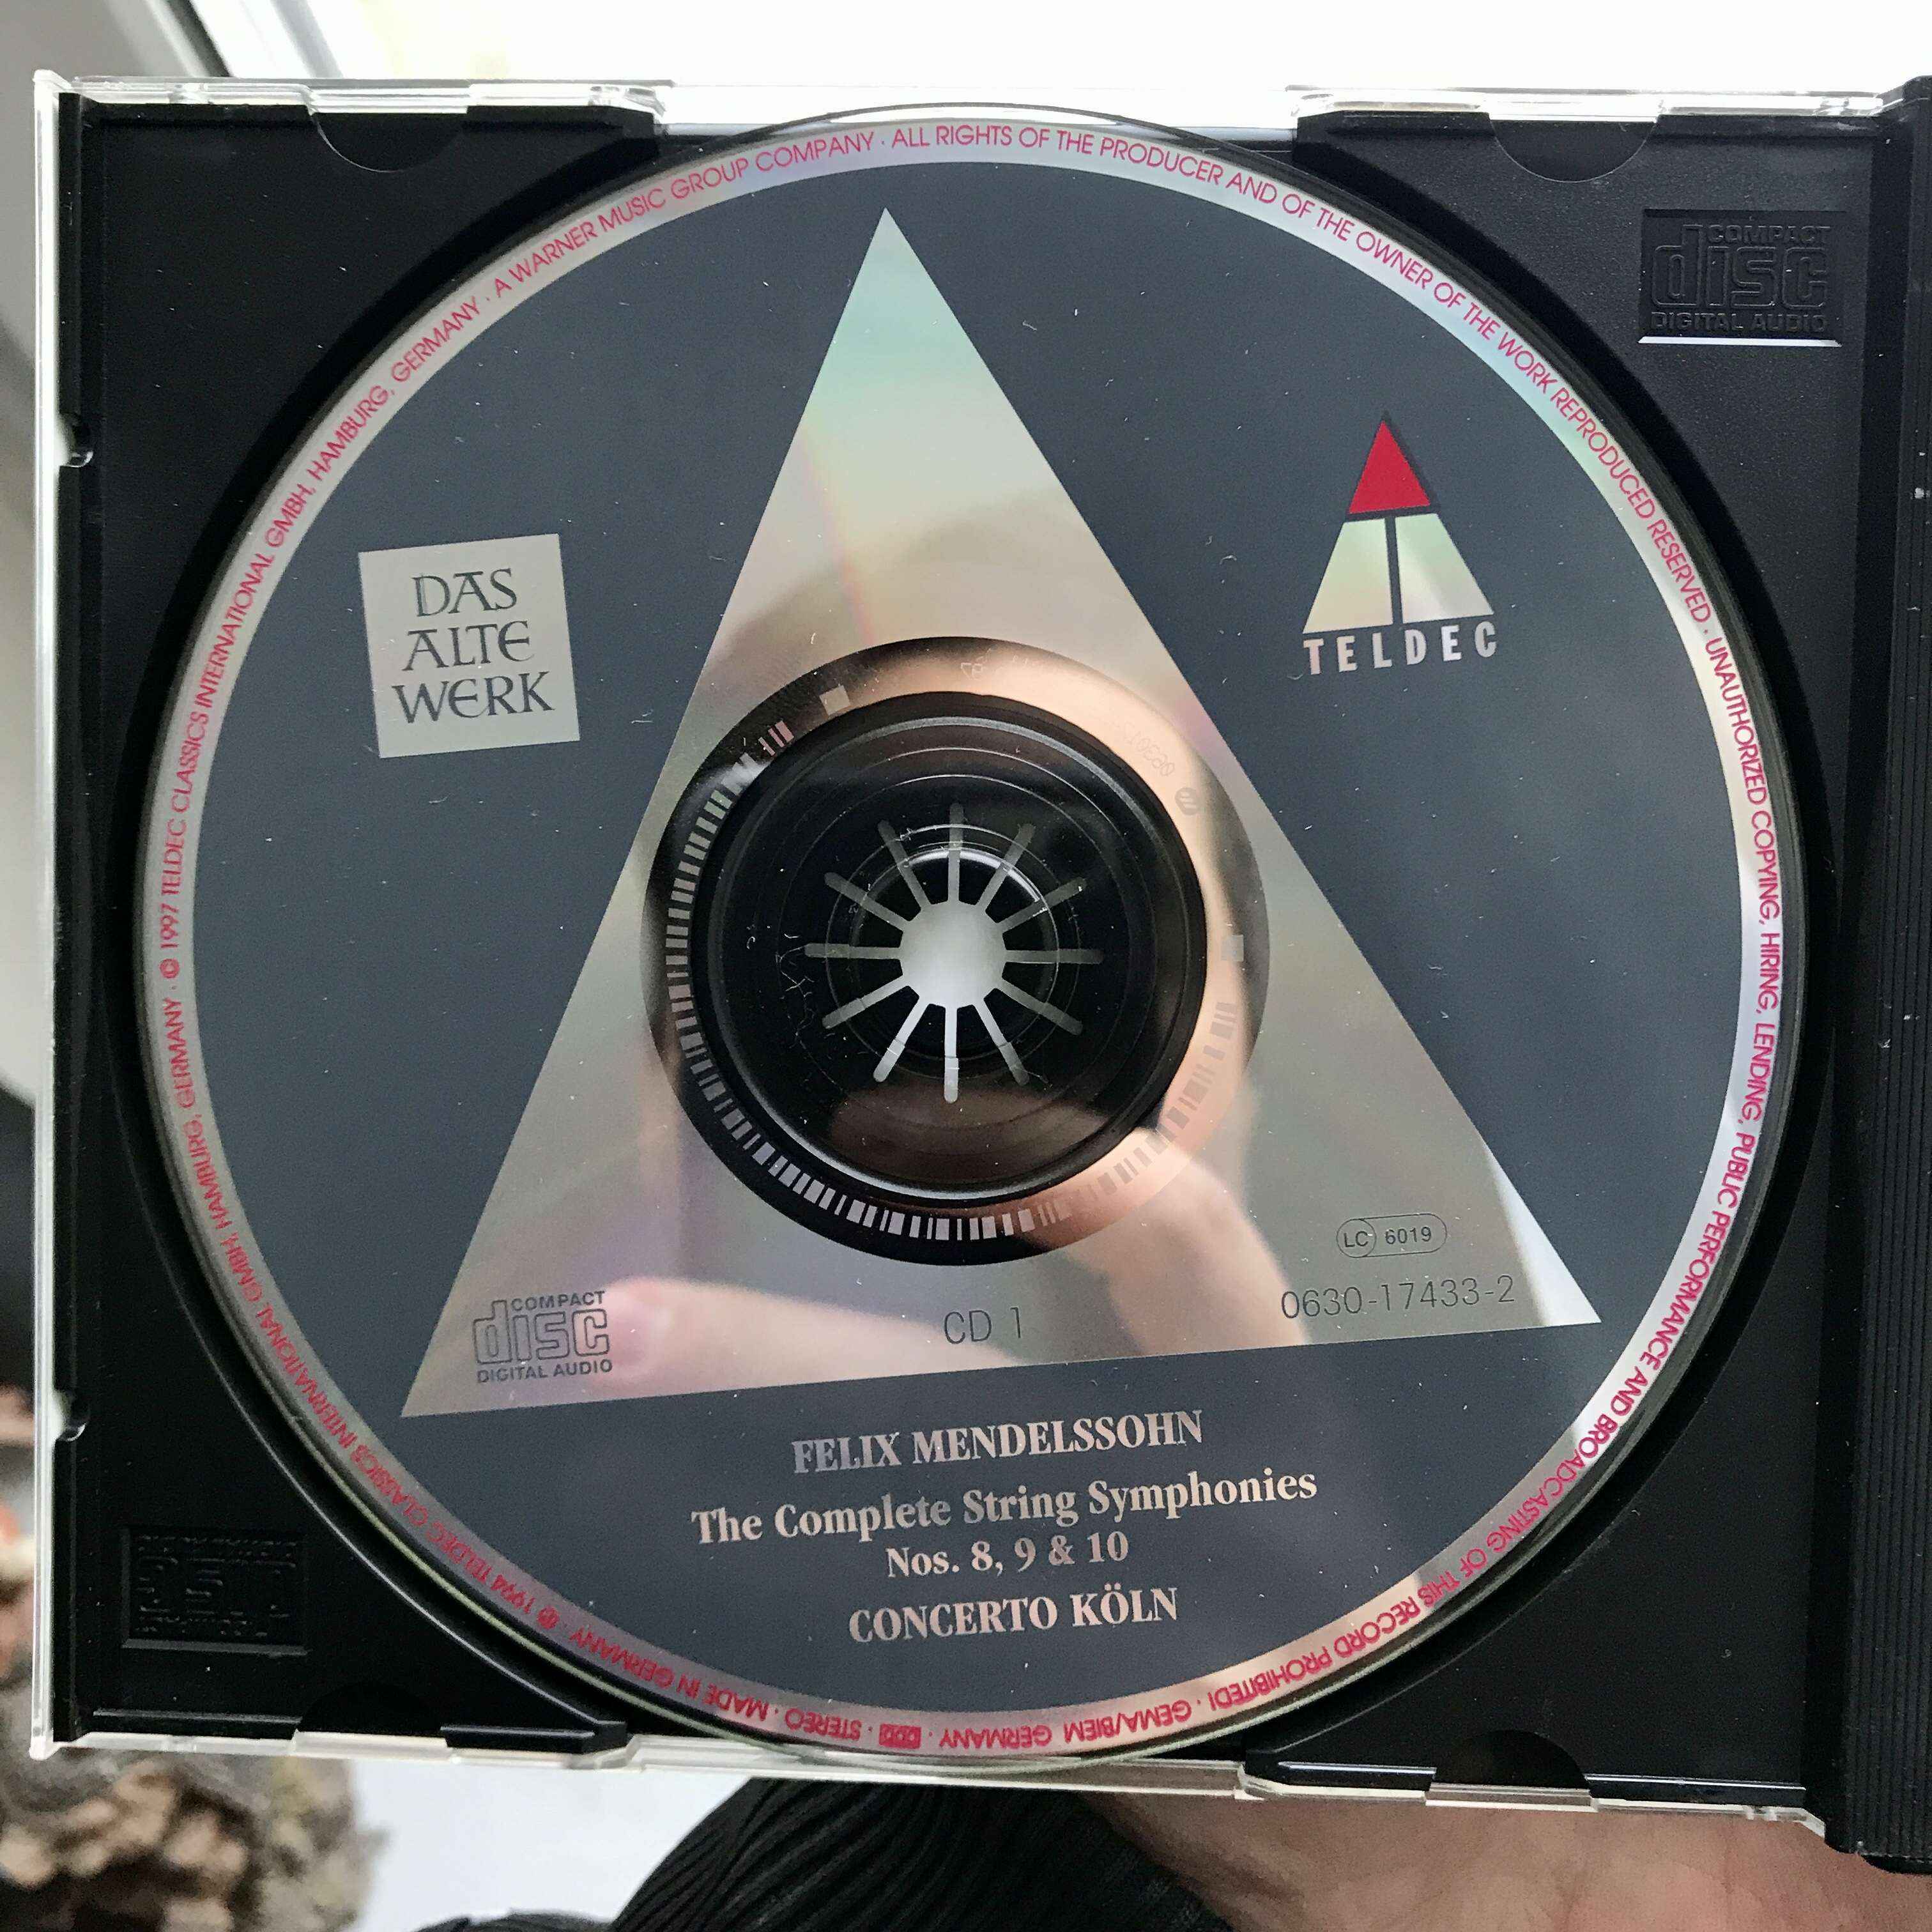 DAS
ALTE
WERK
TELDEC
COMPACT
disc
DIGITAL AUDIO
COMPACT
disc
DIGITAL AUDIO
CD 1
LC 6019
0630-17433-2
FELIX MENDELSSOHN
The Complete String Symphonies
Nos. 8, 9 & 10
CONCERTO KÖLN
℗ 1994 TELDEC CLASSICS INTERNATIONAL GMBH, HAMBURG, GERMANY · © 1997 TELDEC CLASSICS INTERNATIONAL GMBH, HAMBURG, GERMANY · A WARNER MUSIC GROUP COMPANY · ALL RIGHTS OF THE PRODUCER AND OF THE OWNER OF THE WORK REPRODUCED RESERVED · UNAUTHORIZED COPYING, HIRING, LENDING, PUBLIC PERFORMANCE AND BROADCASTING OF THIS RECORD PROHIBITED! · GEMA/BIEM GERMANY · DDD · STEREO · MADE IN GERMANY ·